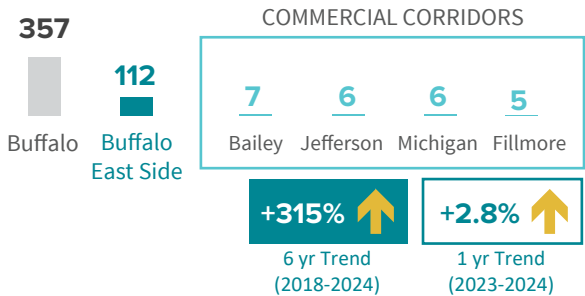 COMMERCIAL CORRIDORS
357
Buffalo
112
Buffalo
East Side
7
Bailey
6
Jefferson
6
Michigan
5
Fillmore
+315%
6 yr Trend
(2018-2024)
+2.8%
1 yr Trend
(2023-2024)